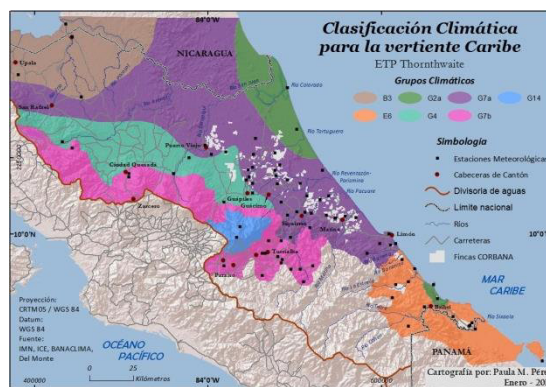 Clasificación Climática
para la vertiente Caribe
ETP Thornthwaite
Grupos Climáticos
B3
G2a
G7a
G14
E6
G4
G7b
Simbología
Estaciones Meteorológicas
Cabeceras de Cantón
Divisoria de aguas
Límite nacional
Ríos
Carreteras
Fincas CORBANA
84°0'W
NICARAGUA
Upala
San Rafael
Río Colorado
Río Tortuguero
Puerto Viejo
Ciudad Quesada
Zarcero
Guápiles
Guácimo
Río Reventazón-
Parismina
Río Pacuare
Siquirres
Matina
Limón
Turrialba
Paraíso
10°0'N
10°0'N
MAR
CARIBE
Río Sixaola
PANAMÁ
OCÉANO
PACÍFICO
Proyección:
CRTM05 / WGS 84
Datum:
WGS 84
Fuente:
IMN, ICE, BANACLIMA,
Del Monte
0
25
Kilómetros
400000
84°0'W
Cartografía por: Paula M. Pér
Enero - 20